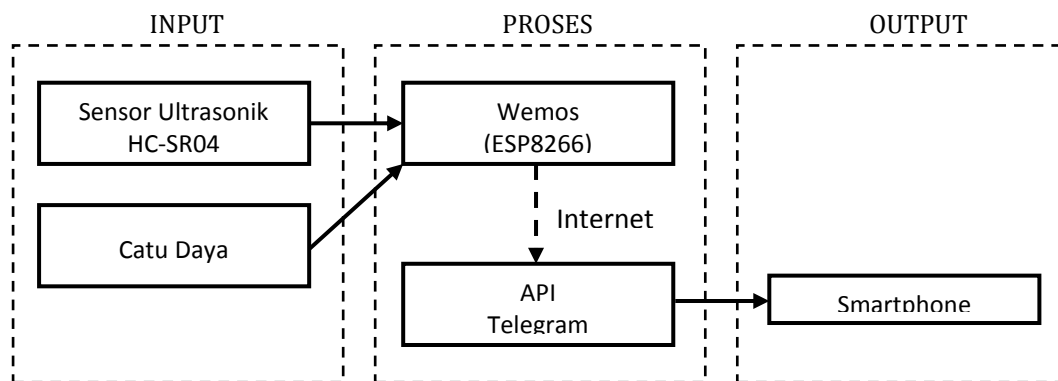 INPUT
PROSES
OUTPUT
Sensor Ultrasonik
HC-SR04
Wemos
(ESP8266)
Catu Daya
Internet
API
Telegram
Smartphone